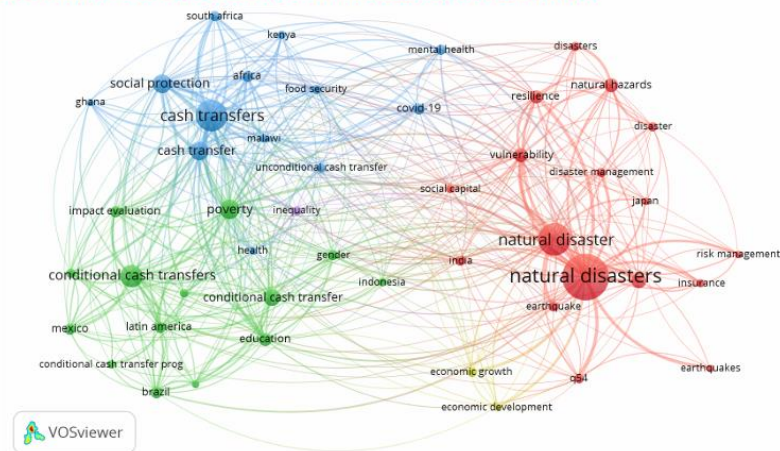 south africa
kenya
mental health
disasters
social protection
africa
food security
natural hazards
resilience
ghana
cash transfers
covid-19
malawi
disaster
cash transfer
vulnerability
unconditional cash transfer
disaster management
social capital
japan
impact evaluation
poverty
inequality
natural disaster
health
gender
india
risk management
conditional cash transfers
natural disasters
indonesia
insurance
conditional cash transfer
earthquake
mexico
latin america
education
conditional cash transfer prog
economic growth
q54
earthquakes
brazil
economic development
VOSviewer